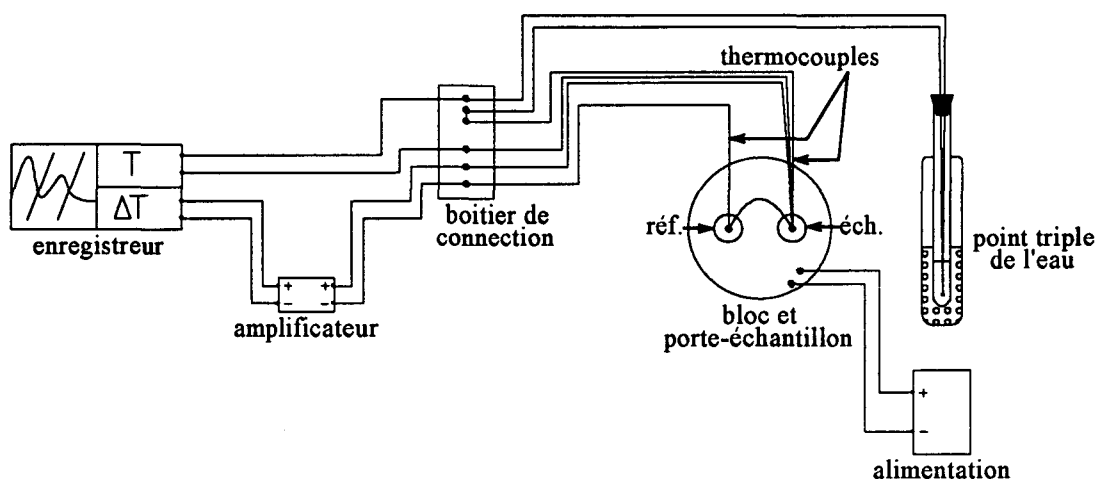 thermocouples
T
ΔT
enregistreur
boitier de
connection
réf.
éch.
point triple
de l'eau
+ +
- -
amplificateur
bloc et
porte-échantillon
+
-
alimentation